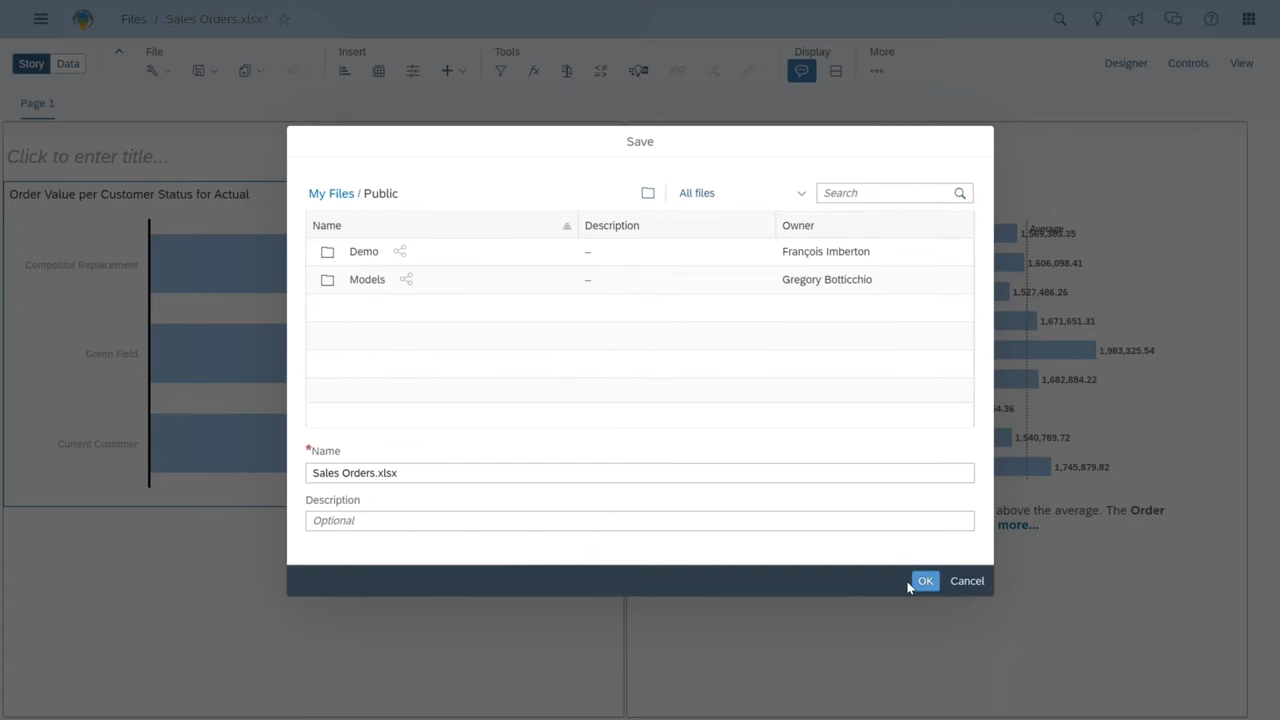 Files / Sales Orders.xlsx*
Story Data
File
Insert
Tools
Display
More
Designer Controls View
Page 1
Click to enter title...
Order Value per Customer Status for Actual
Competitor Replacement
Green Field
Current Customer
Save
My Files / Public
All files
Search
Name Description Owner
Demo – François Imberton
Models – Gregory Botticchio
*Name
Sales Orders.xlsx
Description
Optional
OK Cancel
Average
1,606,098.41
1,527,486.26
1,671,651.31
1,983,325.54
1,682,884.22
4.36
1,540,789.72
1,745,879.82
above the average. The Order
more...